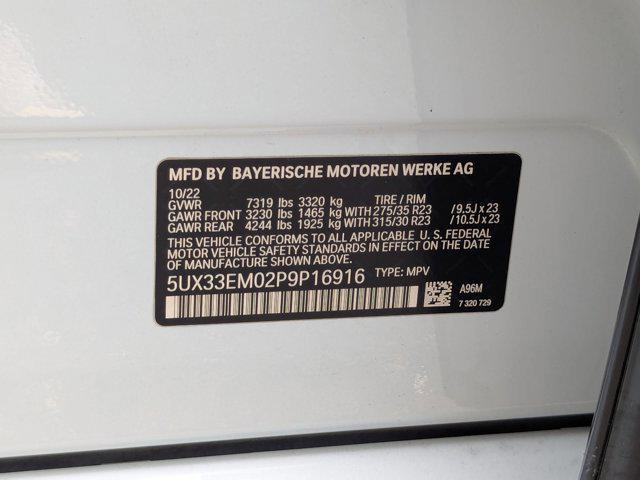 MFD BY BAYERISCHE MOTOREN WERKE AG
10/22
GVWR 7319 lbs 3320 kg TIRE / RIM
GAWR FRONT 3230 lbs 1465 kg WITH 275/35 R23 /9.5J x 23
GAWR REAR 4244 lbs 1925 kg WITH 315/30 R23 /10.5J x 23
THIS VEHICLE CONFORMS TO ALL APPLICABLE U. S. FEDERAL
MOTOR VEHICLE SAFETY STANDARDS IN EFFECT ON THE DATE
OF MANUFACTURE SHOWN ABOVE.
5UX33EM02P9P16916 TYPE: MPV
A96M
7 320 729